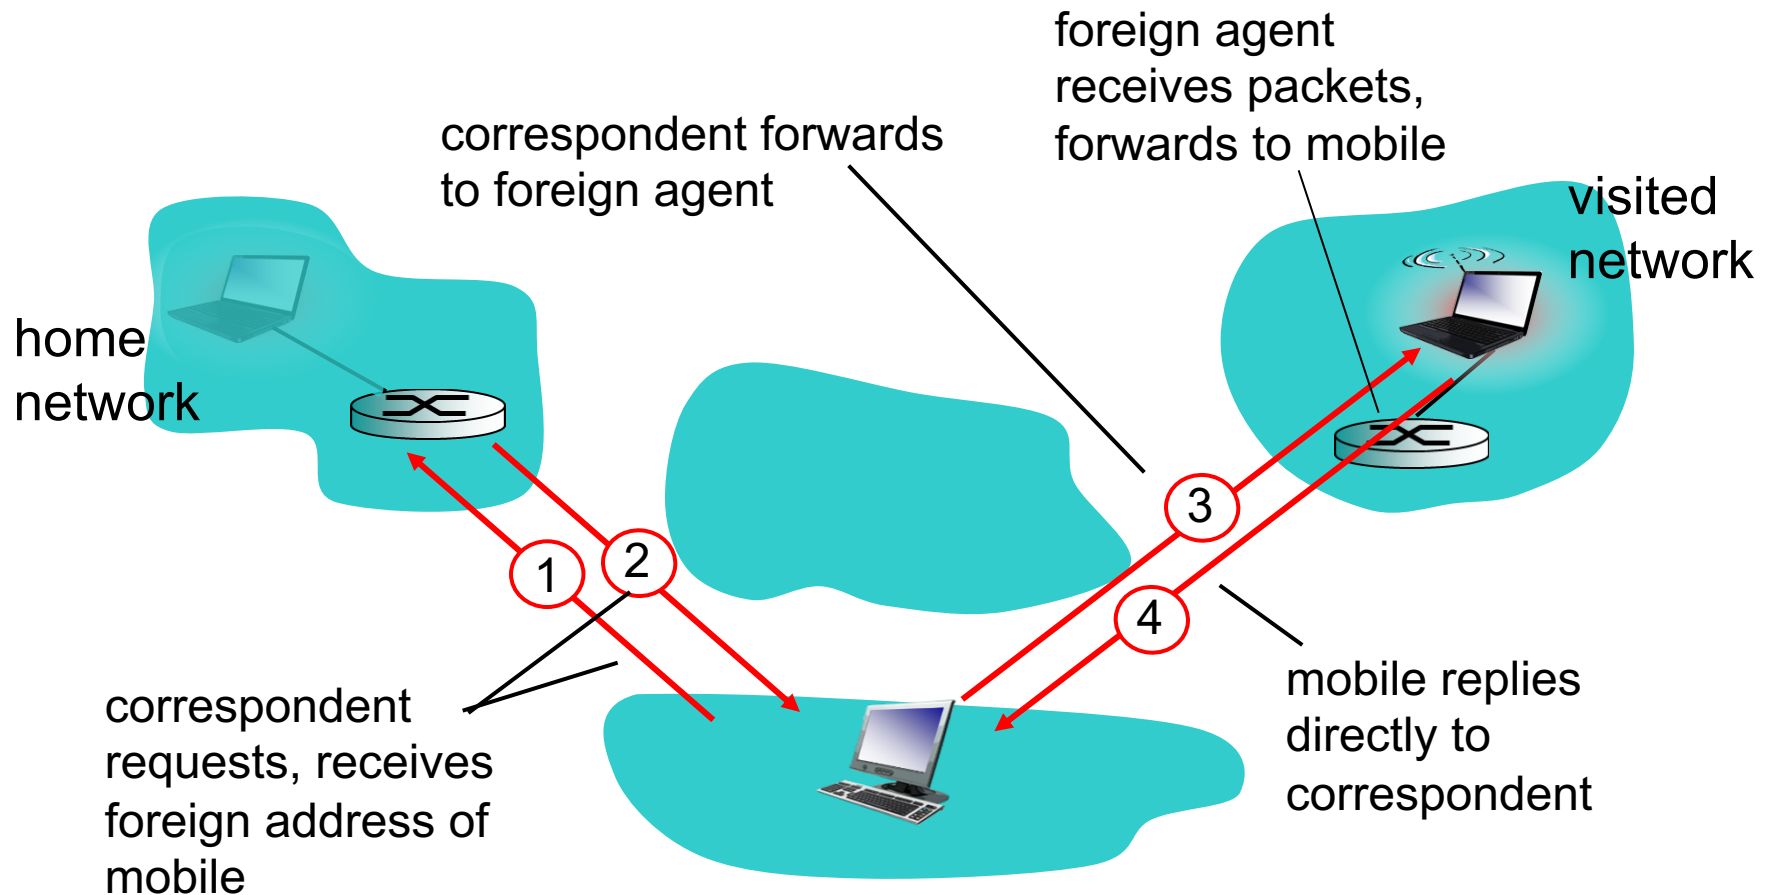 foreign agent
receives packets,
forwards to mobile
correspondent forwards
to foreign agent
visited
network
home
network
3
2
1
4
correspondent
requests, receives
foreign address of
mobile
mobile replies
directly to
correspondent